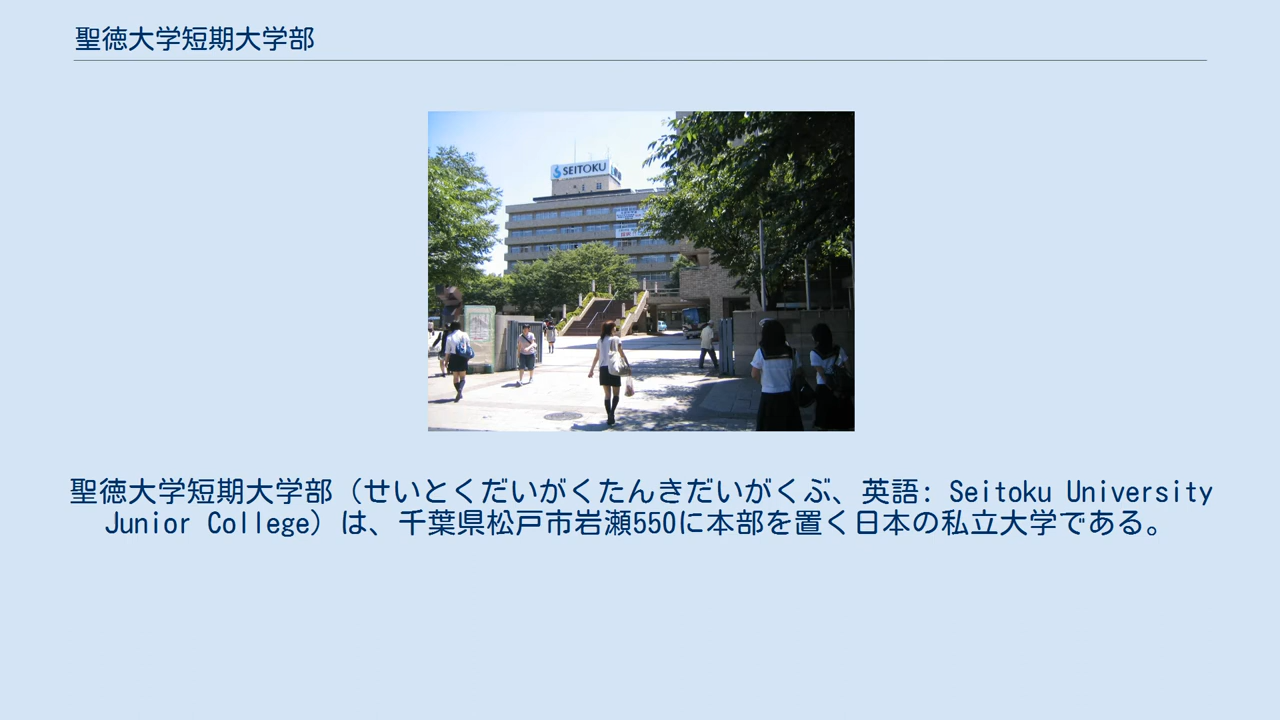 聖徳大学短期大学部
SEITOKU
聖徳大学短期大学部（せいとくだいがくたんきだいがくぶ、英語: Seitoku University
Junior College）は、千葉県松戸市岩瀬550に本部を置く日本の私立大学である。